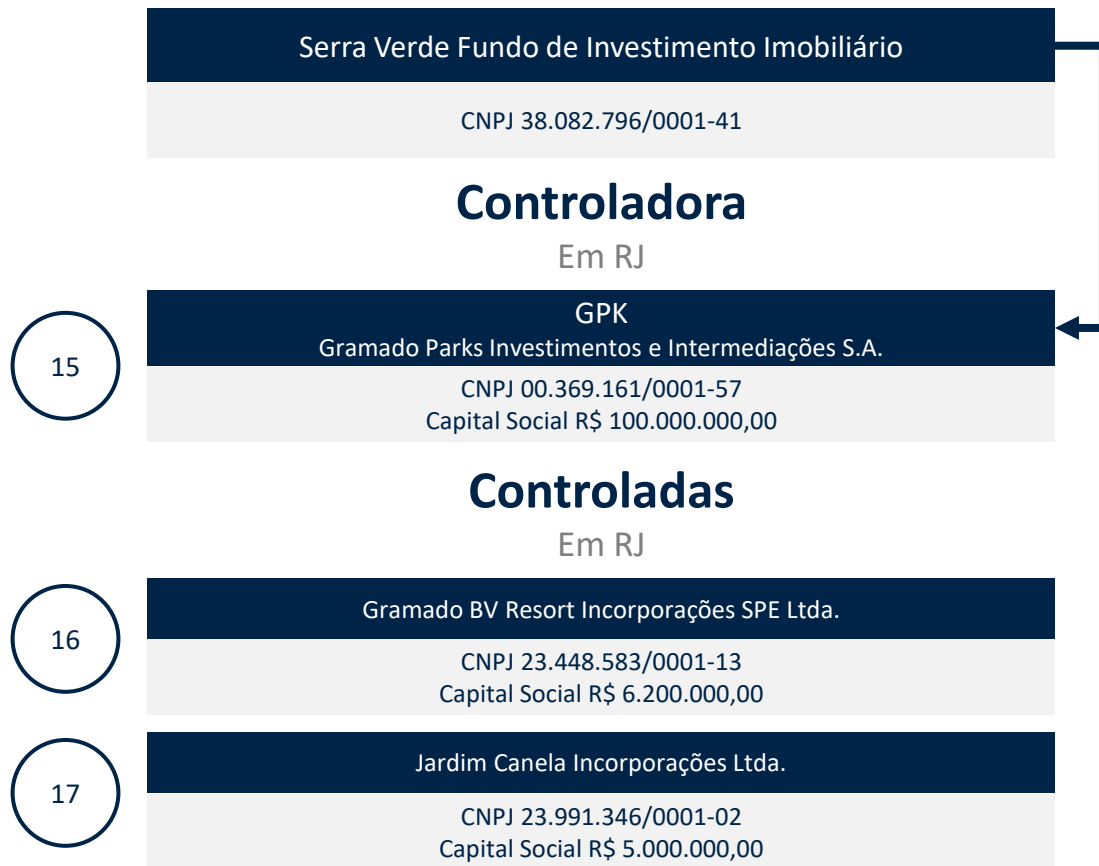 Serra Verde Fundo de Investimento Imobiliário
CNPJ 38.082.796/0001-41
Controladora
Em RJ
15
GPK
Gramado Parks Investimentos e Intermediações S.A.
CNPJ 00.369.161/0001-57
Capital Social R$ 100.000.000,00
Controladas
Em RJ
16
Gramado BV Resort Incorporações SPE Ltda.
CNPJ 23.448.583/0001-13
Capital Social R$ 6.200.000,00
17
Jardim Canela Incorporações Ltda.
CNPJ 23.991.346/0001-02
Capital Social R$ 5.000.000,00